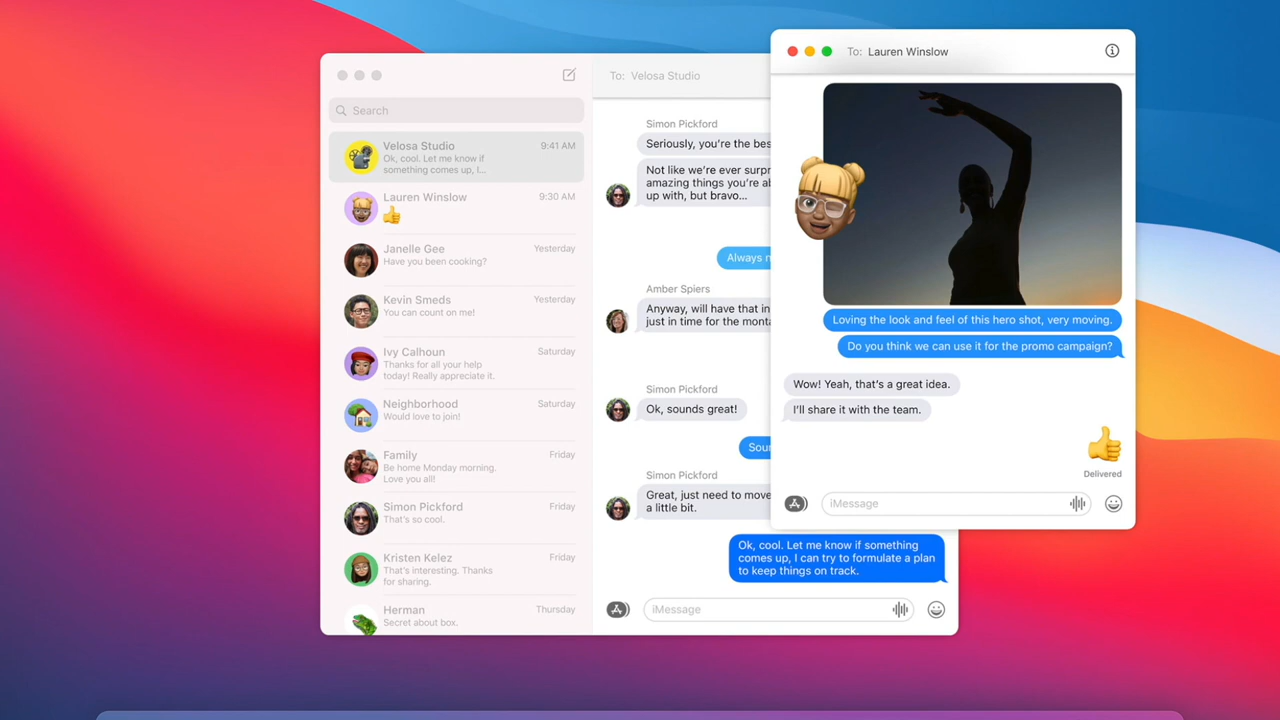 Search
Velosa Studio
9:41 AM
Ok, cool. Let me know if
something comes up, I...
Lauren Winslow
9:30 AM
Janelle Gee
Yesterday
Have you been cooking?
Kevin Smeds
Yesterday
You can count on me!
Ivy Calhoun
Saturday
Thanks for all your help
today! Really appreciate it.
Neighborhood
Saturday
Would love to join!
Family
Friday
Be home Monday morning.
Love you all!
Simon Pickford
Friday
That's so cool.
Kristen Kelez
Friday
That's interesting. Thanks
for sharing.
Herman
Thursday
Secret about box.
To: Velosa Studio
Simon Pickford
Seriously, you're the bes
Not like we're ever surpr
amazing things you're ab
up with, but bravo...
Always n
Amber Spiers
Anyway, will have that in
just in time for the monta
Simon Pickford
Ok, sounds great!
Soun
Simon Pickford
Great, just need to move
a little bit.
Ok, cool. Let me know if something
comes up, I can try to formulate a plan
to keep things on track.
iMessage
To: Lauren Winslow
Loving the look and feel of this hero shot, very moving.
Do you think we can use it for the promo campaign?
Wow! Yeah, that's a great idea.
I'll share it with the team.
Delivered
iMessage